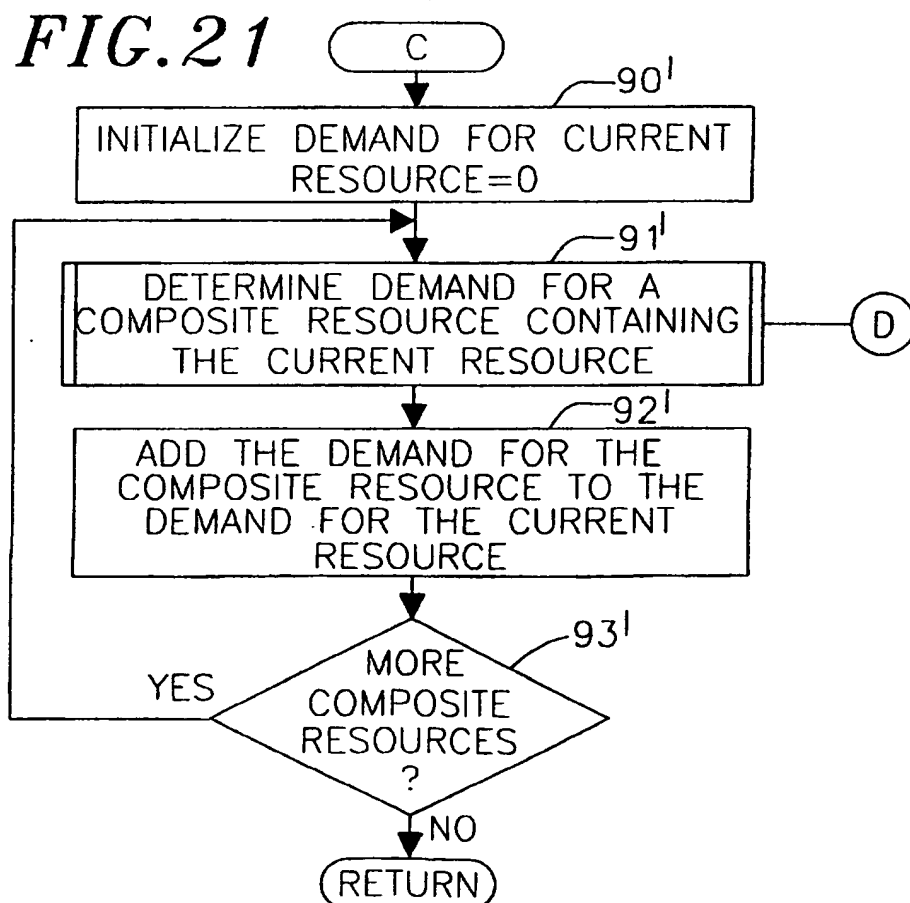 FIG.21
C
90'
INITIALIZE DEMAND FOR CURRENT
RESOURCE=0
91'
DETERMINE DEMAND FOR A
COMPOSITE RESOURCE CONTAINING
THE CURRENT RESOURCE
D
92'
ADD THE DEMAND FOR THE
COMPOSITE RESOURCE TO THE
DEMAND FOR THE CURRENT
RESOURCE
93'
YES
MORE
COMPOSITE
RESOURCES
?
NO
RETURN